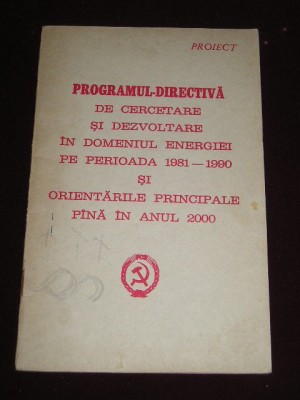 PROIECT
PROGRAMUL-DIRECTIVĂ
DE CERCETARE
ŞI DEZVOLTARE
ÎN DOMENIUL ENERGIEI
PE PERIOADA 1981—1990
ŞI
ORIENTĂRILE PRINCIPALE
PÎNĂ ÎN ANUL 2000